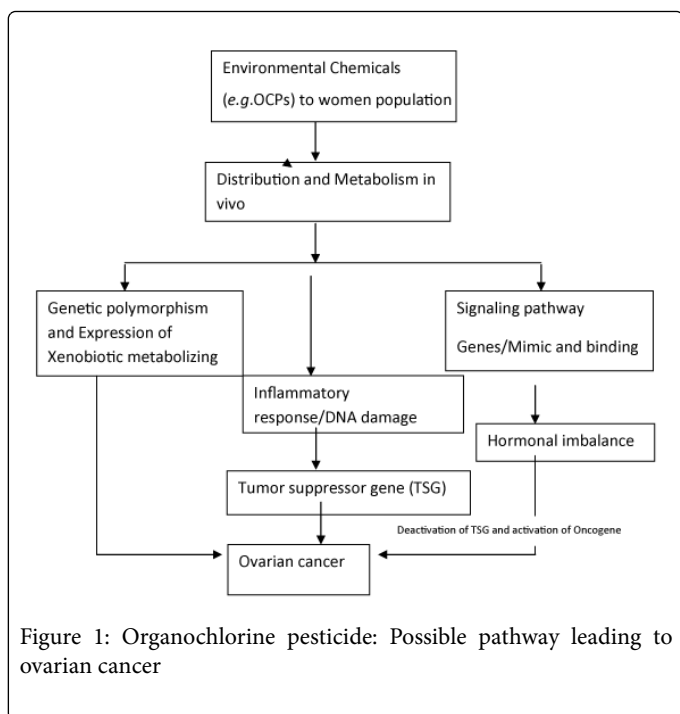 Environmental Chemicals
(e.g.OCPs) to women population
Distribution and Metabolism in
vivo
Genetic polymorphism
and Expression of
Xenobiotic metabolizing
Signaling pathway
Genes/Mimic and binding
Inflammatory
response/DNA damage
Hormonal imbalance
Tumor suppressor gene (TSG)
Deactivation of TSG and activation of Oncogene
Ovarian cancer
Figure 1: Organochlorine pesticide: Possible pathway leading to
ovarian cancer